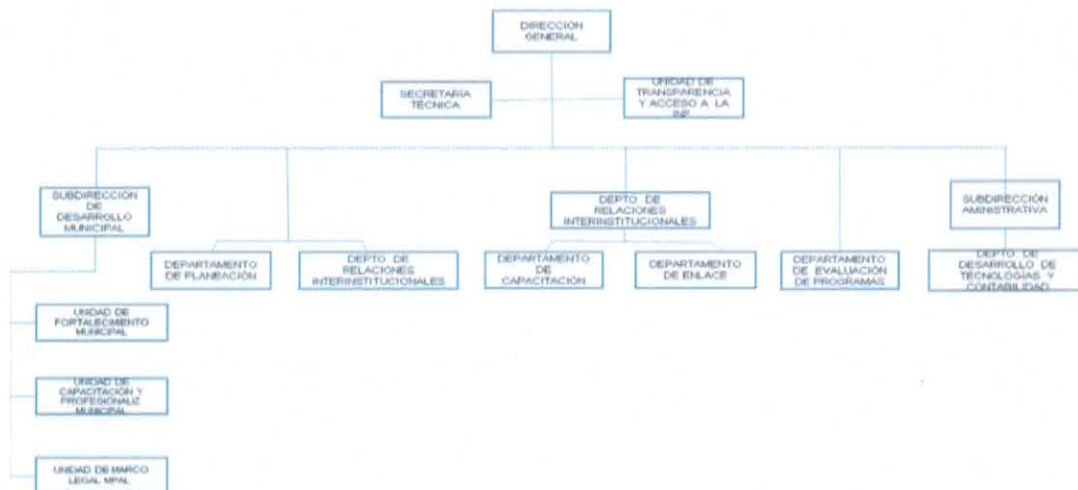 DIRECCIÓN
GENERAL
SECRETARIA
TÉCNICA
UNIDAD DE
TRANSPARENCIA
Y ACCESO A LA
INF
SUBDIRECCIÓN
DE
DESARROLLO
MUNICIPAL
DEPTO DE
RELACIONES
INTERINSTITUCIONALES
SUBDIRECCIÓN
AMINISTRATIVA
DEPARTAMENTO
DE PLANEACIÓN
DEPTO. DE
RELACIONES
INTERINSTITUCIONALES
DEPARTAMENTO
DE
CAPACITACIÓN
DEPARTAMENTO
DE ENLACE
DEPARTAMENTO
DE EVALUACIÓN
DE PROGRAMAS
DEPTO. DE
DESARROLLO DE
TECNOLOGÍAS Y
CONTABILIDAD
UNIDAD DE
FORTALECIMIENTO
MUNICIPAL
UNIDAD DE
CAPACITACIÓN Y
PROFESIONALIZ
MUNICIPAL
UNIDAD DE MARCO
LEGAL MPAL